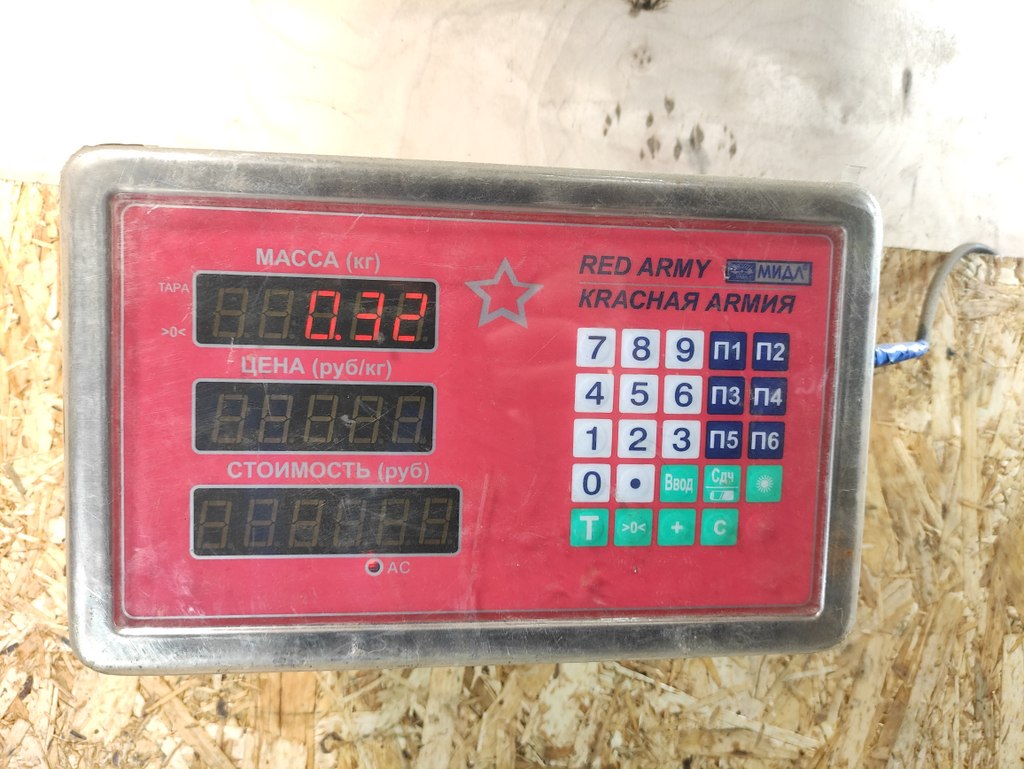 МАССА (кг)
ТАРА
0.32
>0<
ЦЕНА (руб/кг)
СТОИМОСТЬ (руб)
АС
RED ARMY МИДЛ
КRАСНАЯ АRМИЯ
7 8 9 П1 П2
4 5 6 П3 П4
1 2 3 П5 П6
0 • Ввод Сдч
T >0< + C